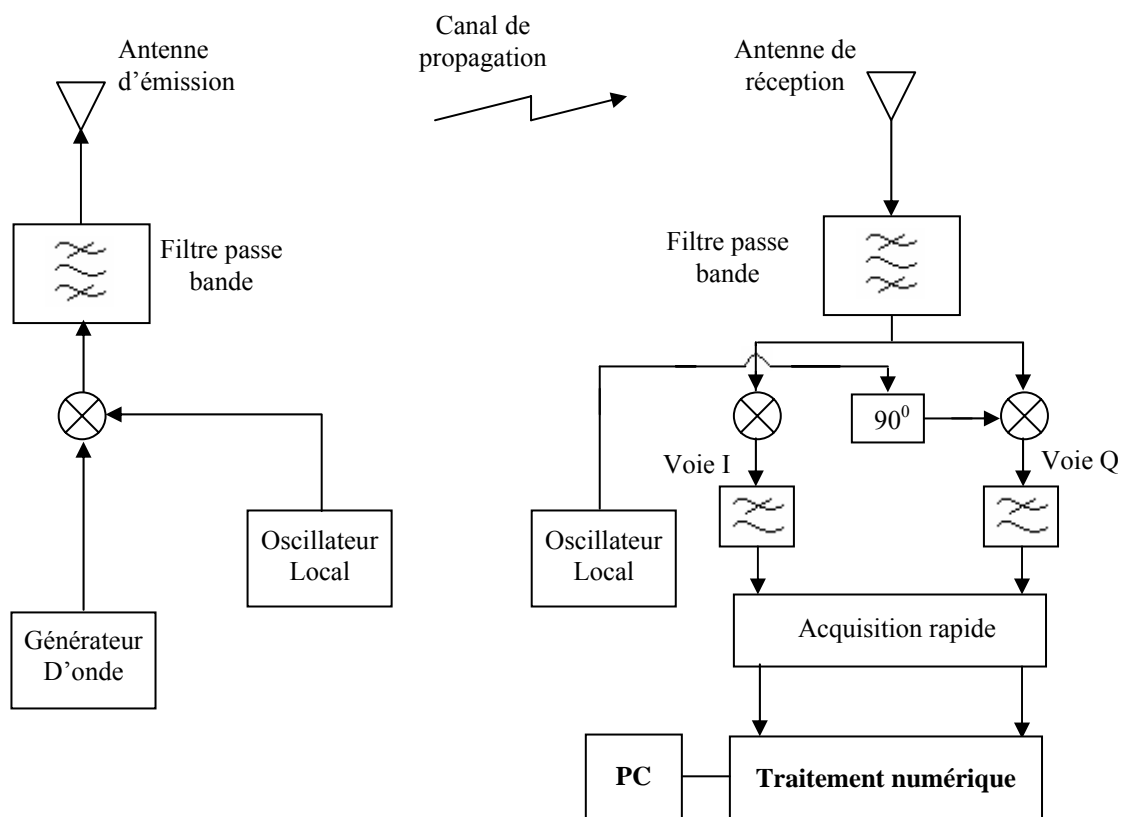 Canal de
propagation
Antenne
d’émission
Antenne de
réception
Filtre passe
bande
Filtre passe
bande
90⁰
Voie I
Voie Q
Oscillateur
Local
Oscillateur
Local
Générateur
D’onde
Acquisition rapide
PC
Traitement numérique